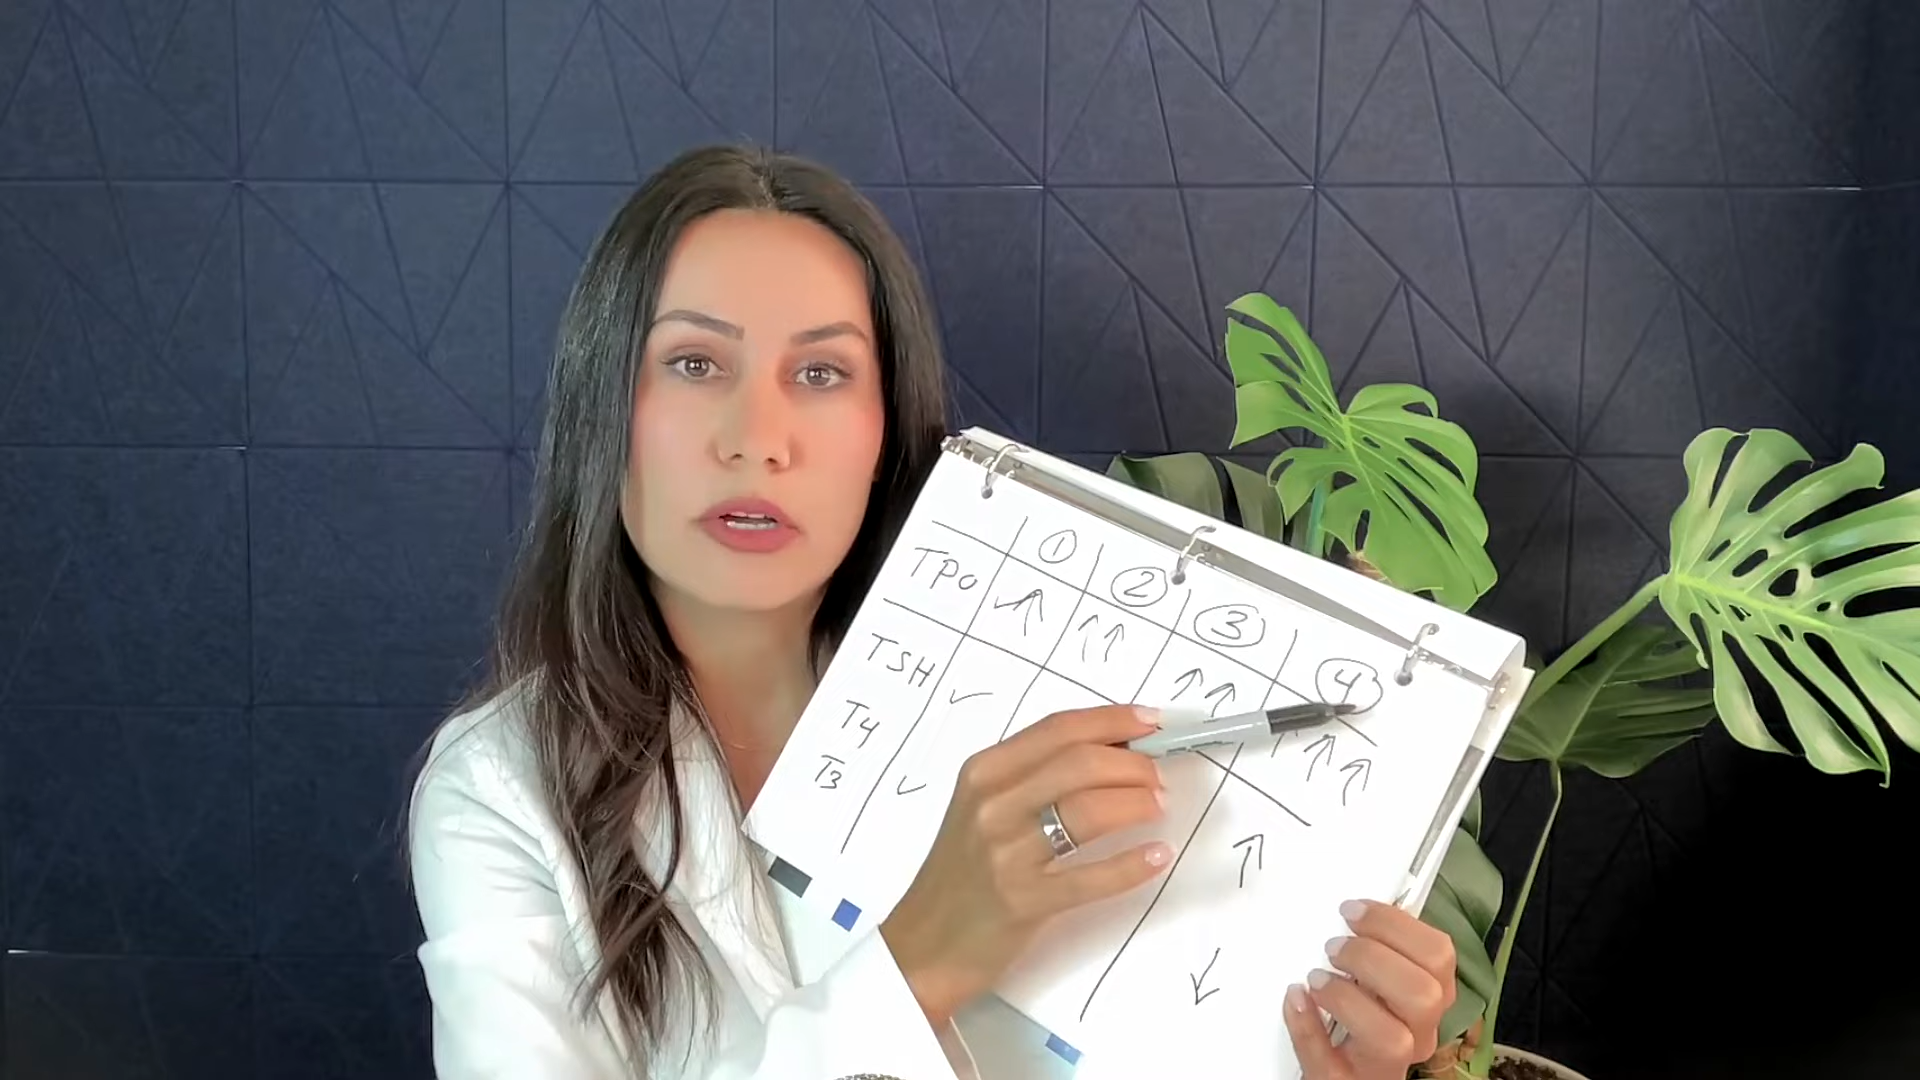 ① ② ③ ④
TPO ✓↑ ↑↑ ↑↑ ↑↑↑
TSH ✓ ↑
T4
T3 ✓ ↓